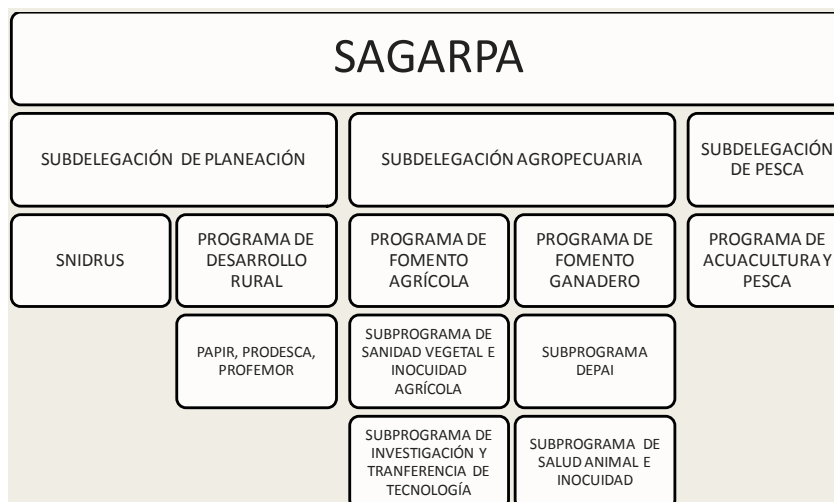 SAGARPA
SUBDELEGACIÓN DE PLANEACIÓN
SUBDELEGACIÓN AGROPECUARIA
SUBDELEGACIÓN
DE PESCA
SNIDRUS
PROGRAMA DE
DESARROLLO
RURAL
PROGRAMA DE
FOMENTO
AGRÍCOLA
PROGRAMA DE
FOMENTO
GANADERO
PROGRAMA DE
ACUACULTURA Y
PESCA
PAPIR, PRODESCA,
PROFEMOR
SUBPROGRAMA DE
SANIDAD VEGETAL E
INOCUIDAD
AGRÍCOLA
SUBPROGRAMA
DEPAI
SUBPROGRAMA DE
INVESTIGACIÓN Y
TRANFERENCIA DE
TECNOLOGÍA
SUBPROGRAMA DE
SALUD ANIMAL E
INOCUIDAD